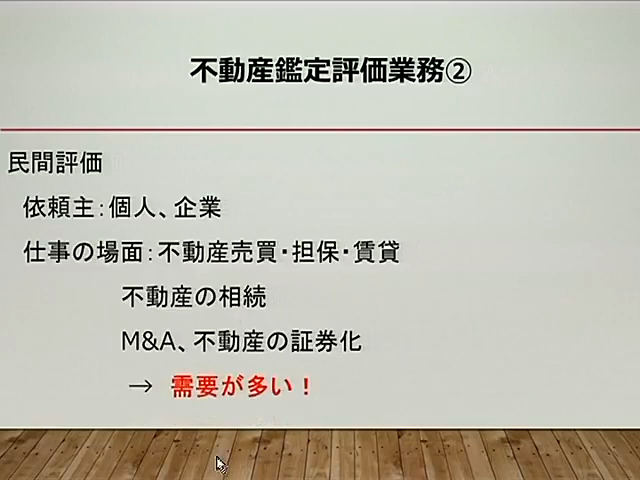 不動産鑑定評価業務②
民間評価
依頼主：個人、企業
仕事の場面：不動産売買・担保・賃貸
不動産の相続
M&A、不動産の証券化
→ 需要が多い！